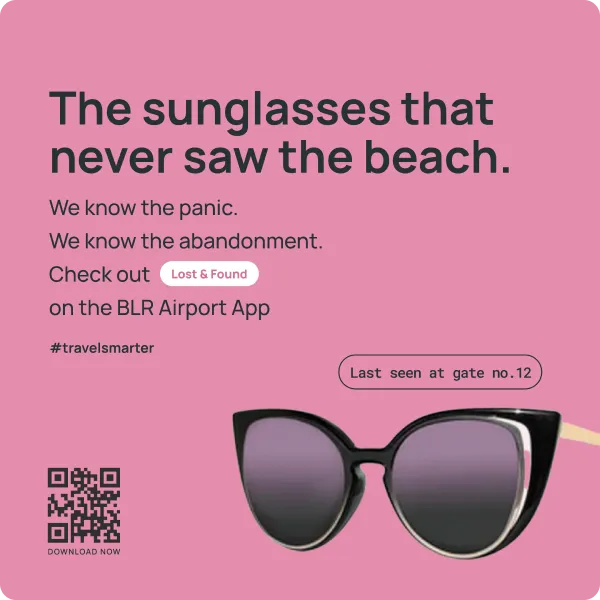 The sunglasses that
never saw the beach.
We know the panic.
We know the abandonment.
Check out Lost & Found
on the BLR Airport App
#travelsmarter
Last seen at gate no.12
DOWNLOAD NOW